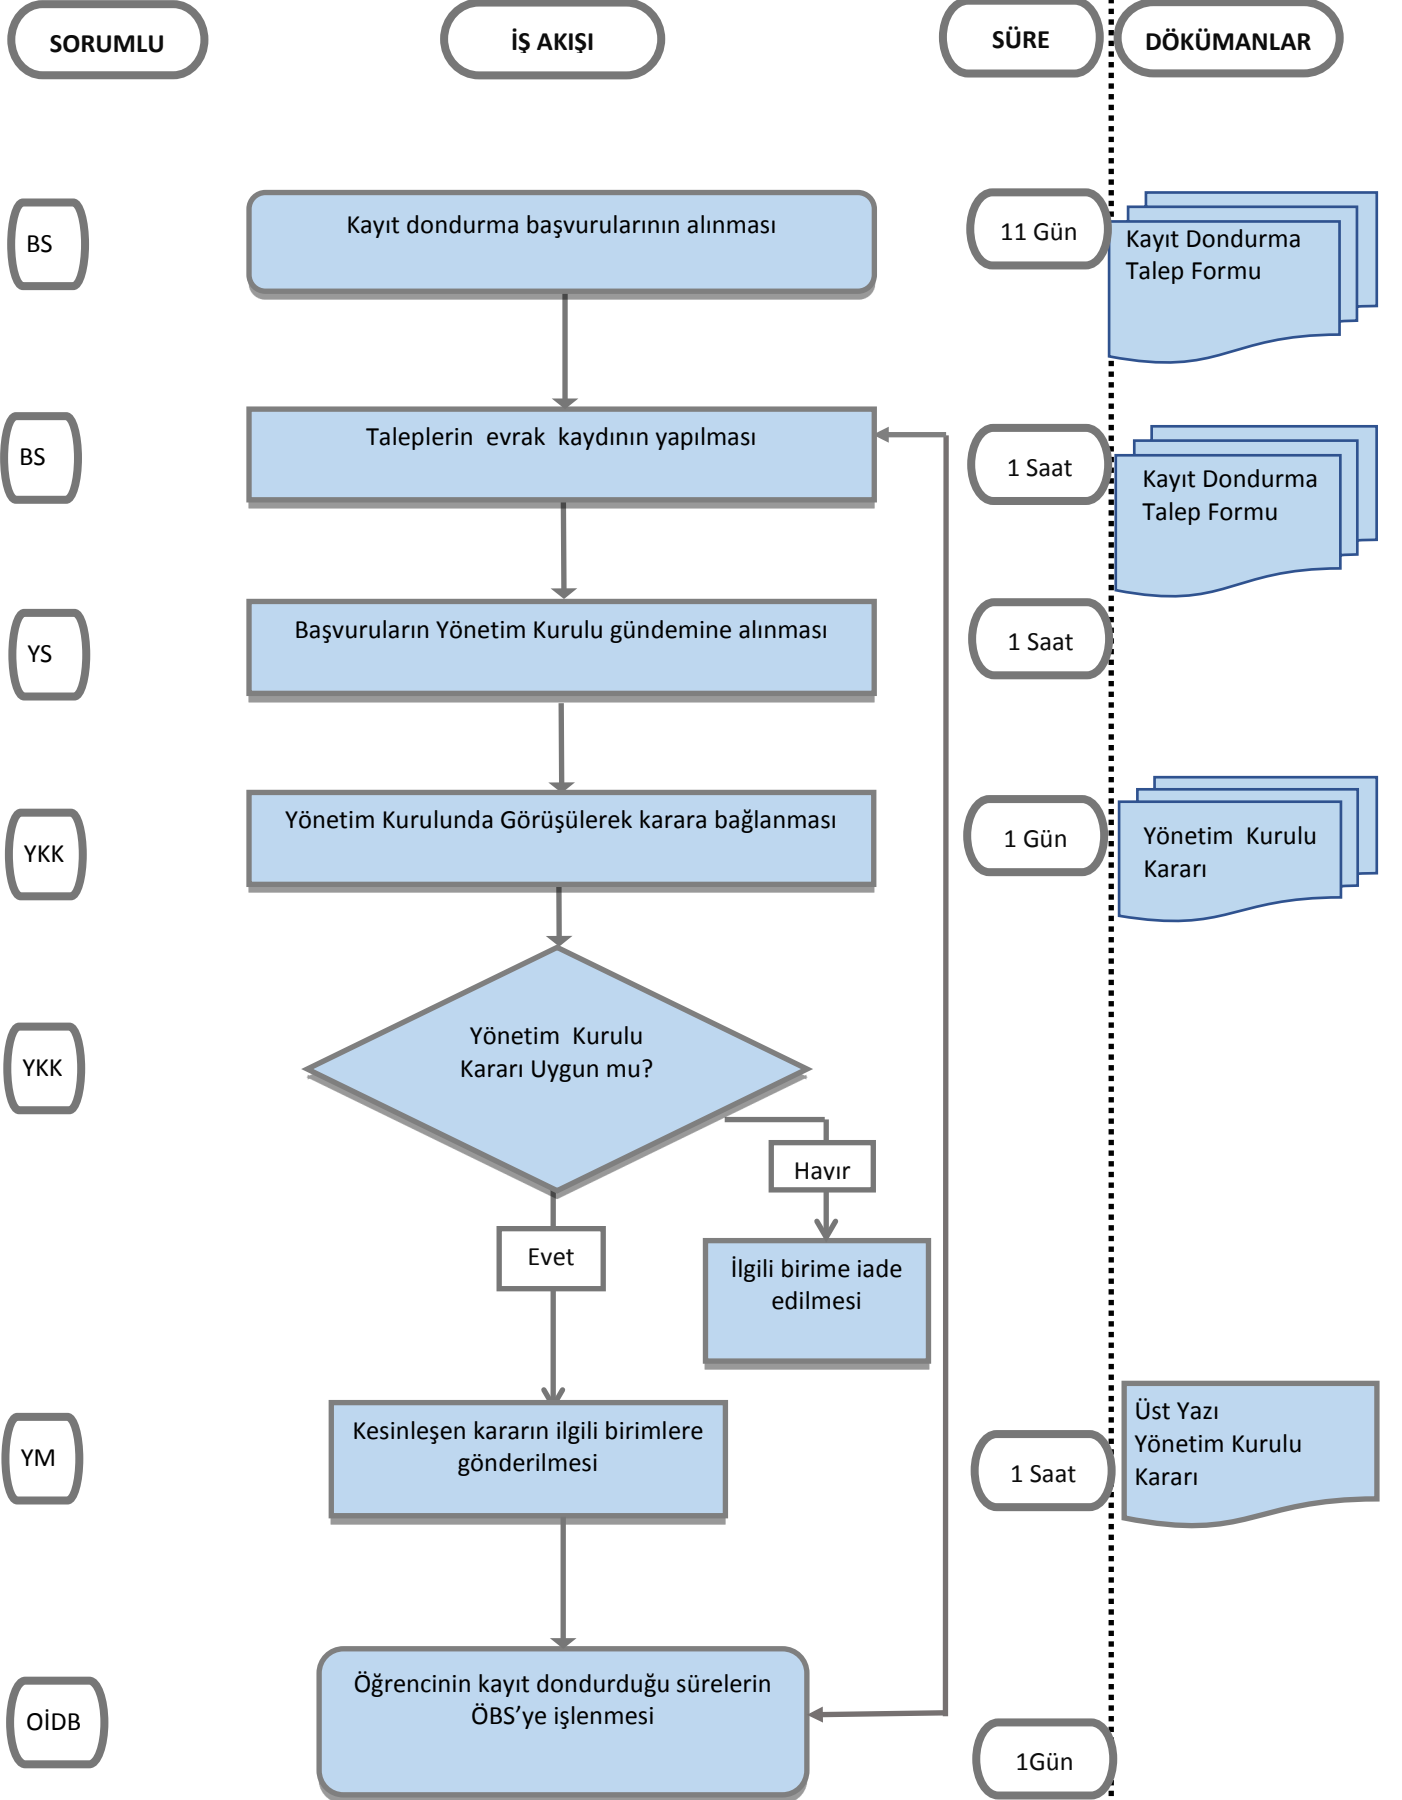 SORUMLU
İŞ AKIŞI
SÜRE
DÖKÜMANLAR
BS
Kayıt dondurma başvurularının alınması
11 Gün
Kayıt Dondurma
Talep Formu
BS
Taleplerin evrak kaydının yapılması
1 Saat
Kayıt Dondurma
Talep Formu
YS
Başvuruların Yönetim Kurulu gündemine alınması
1 Saat
YKK
Yönetim Kurulunda Görüşülerek karara bağlanması
1 Gün
Yönetim Kurulu
Kararı
YKK
Yönetim Kurulu
Kararı Uygun mu?
Havır
Evet
İlgili birime iade
edilmesi
YM
Kesinleşen kararın ilgili birimlere
gönderilmesi
1 Saat
Üst Yazı
Yönetim Kurulu
Kararı
OİDB
Öğrencinin kayıt dondurduğu sürelerin
ÖBS’ye işlenmesi
1Gün